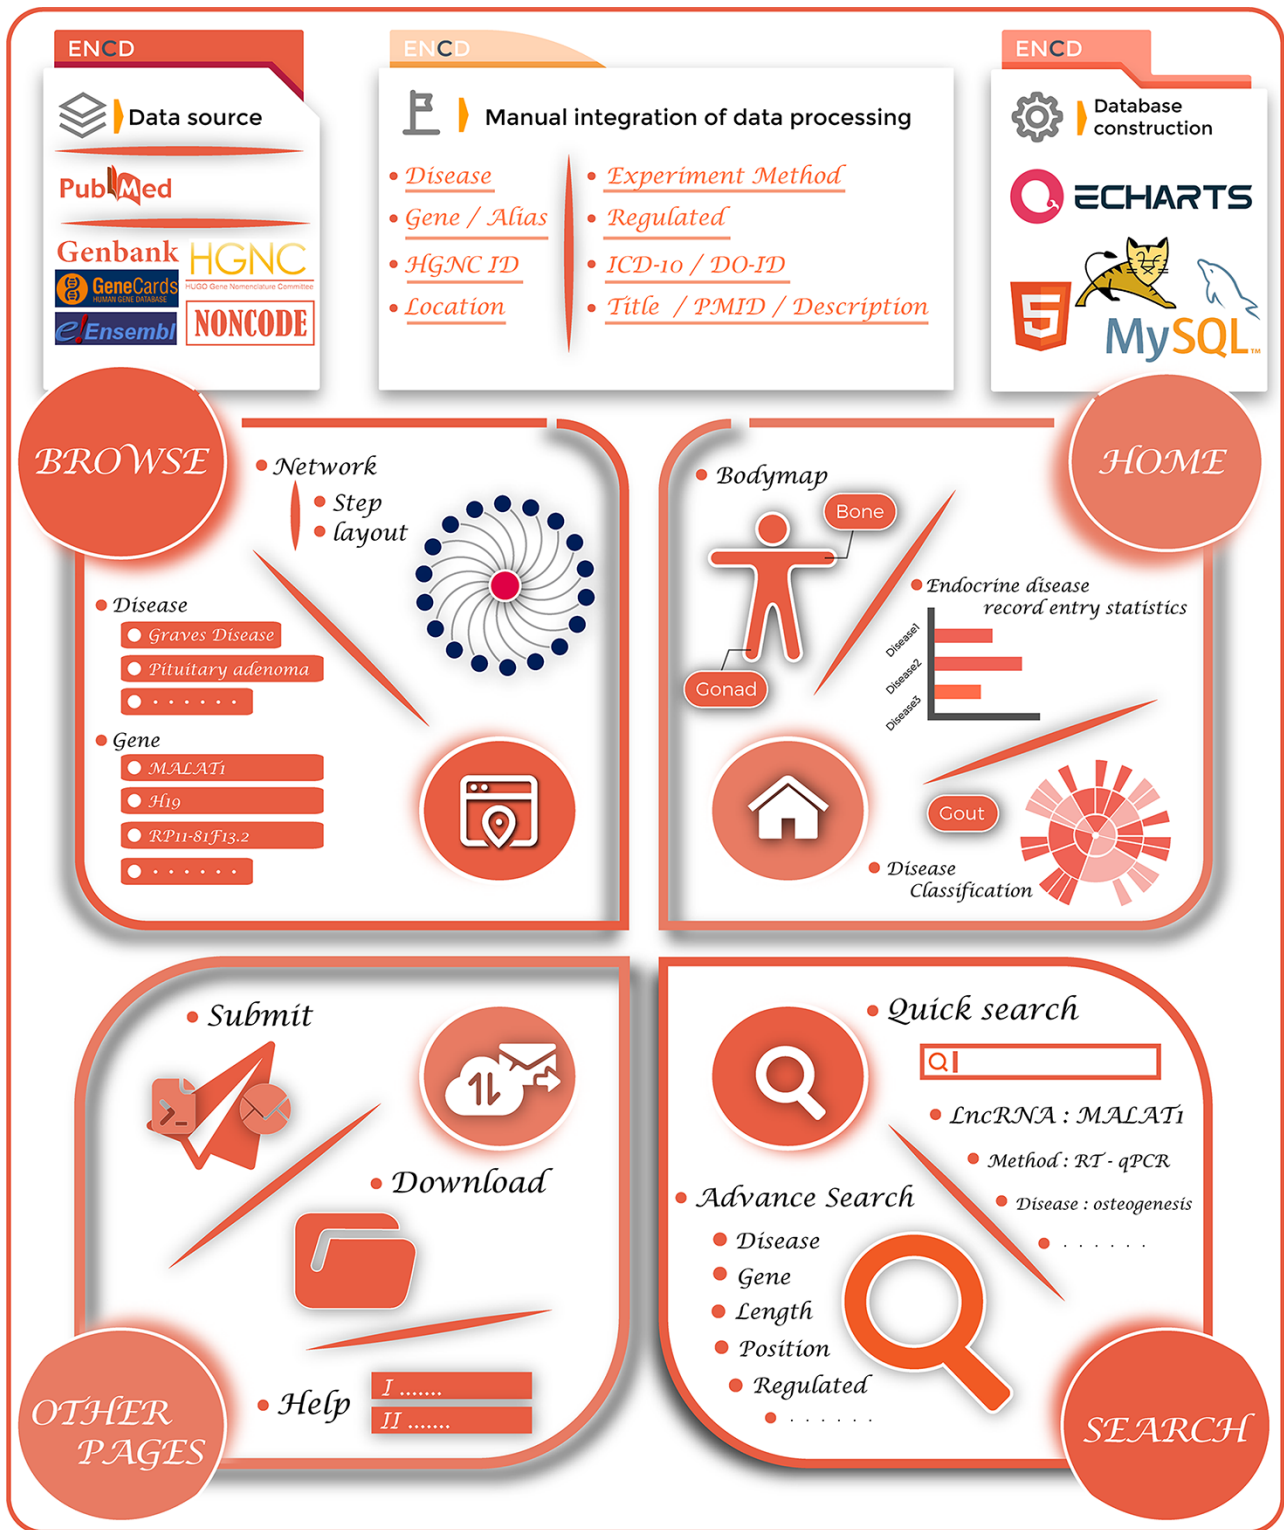 ENCD
Data source
PubMed
Genbank
HGNC
HUGO Gene Nomenclature Committee
GeneCards
HUMAN GENE DATABASE
e!Ensembl
NONCODE
ENCD
Manual integration of data processing
Disease
Gene / Alias
HGNC ID
Location
Experiment Method
Regulated
ICD-10 / DO-ID
Title / PMID / Description
ENCD
Database
construction
ECHARTS
5
MySQL™
BROWSE
Network
Step
layout
Disease
Graves Disease
Pituitary adenoma
. . . . . .
Gene
MALAT1
H19
RP11-81F13.2
. . . . . .
HOME
Bodymap
Bone
Gonad
Endocrine disease
record entry statistics
Disease1
Disease2
Disease3
Gout
Disease
Classification
Submit
Download
Help
I .......
II .......
OTHER
PAGES
Quick search
LncRNA : MALAT1
Method : RT - qPCR
Disease : osteogenesis
. . . . . .
Advance Search
Disease
Gene
Length
Position
Regulated
. . . . . .
SEARCH